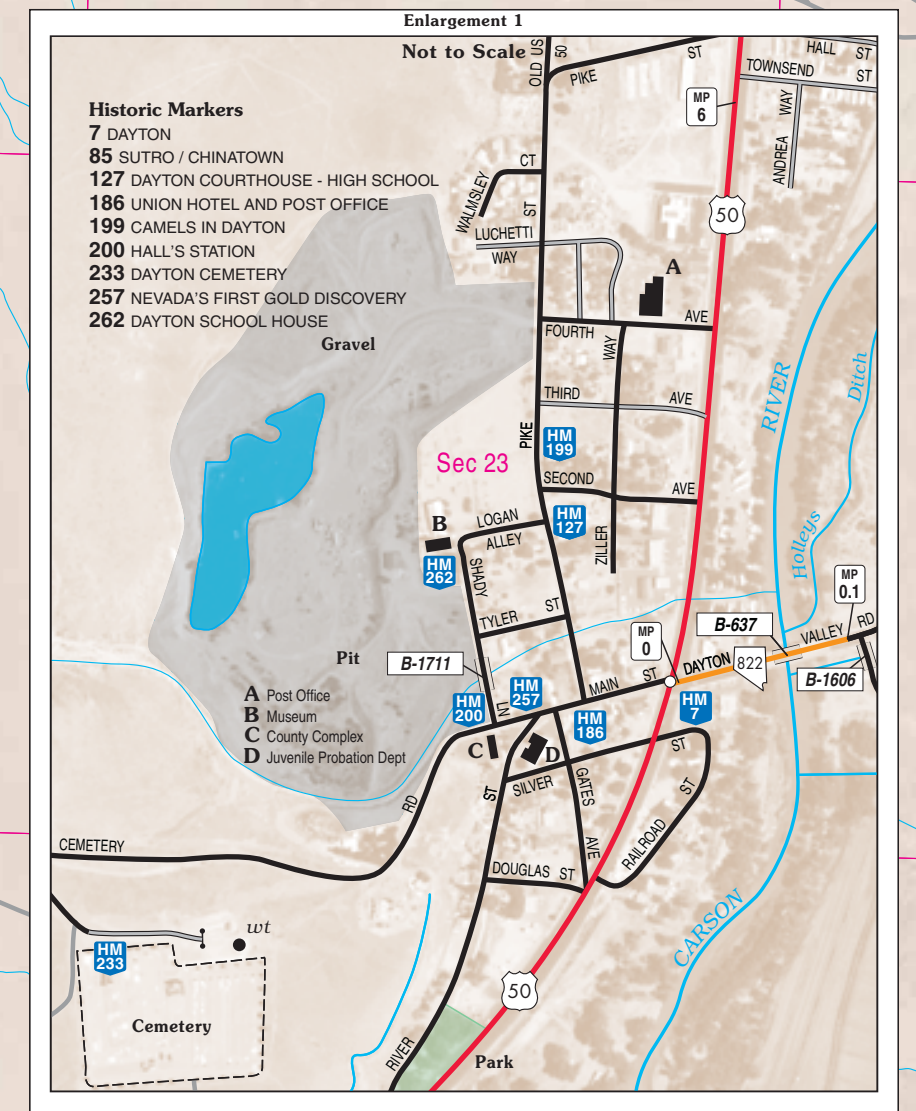 Enlargement 1
Not to Scale
OLD US 50
PIKE ST
HALL ST
TOWNSEND ST
ANDREA WAY
MP 6
Historic Markers
7 DAYTON
85 SUTRO / CHINATOWN
127 DAYTON COURTHOUSE - HIGH SCHOOL
186 UNION HOTEL AND POST OFFICE
199 CAMELS IN DAYTON
200 HALL'S STATION
233 DAYTON CEMETERY
257 NEVADA'S FIRST GOLD DISCOVERY
262 DAYTON SCHOOL HOUSE
WALMSLEY CT
ST
50
LUCHETTI WAY
A
Gravel
FOURTH AVE
WAY
RIVER
Ditch
THIRD AVE
PIKE
HM 199
Sec 23
SECOND AVE
HM 127
B
LOGAN ALLEY
ZILLER
Holleys
HM 262
SHADY
TYLER ST
MP 0.1
MP 0
B-637
VALLEY RD
Pit
B-1711
DAYTON
822
B-1606
A Post Office
B Museum
C County Complex
D Juvenile Probation Dept
HM 200
LN
HM 257
MAIN ST
HM 186
HM 7
C
D
ST
SILVER
GATES
AVE
ST
RD
RAILROAD ST
CEMETERY
DOUGLAS ST
wt
HM 233
CARSON
50
Cemetery
RIVER
Park